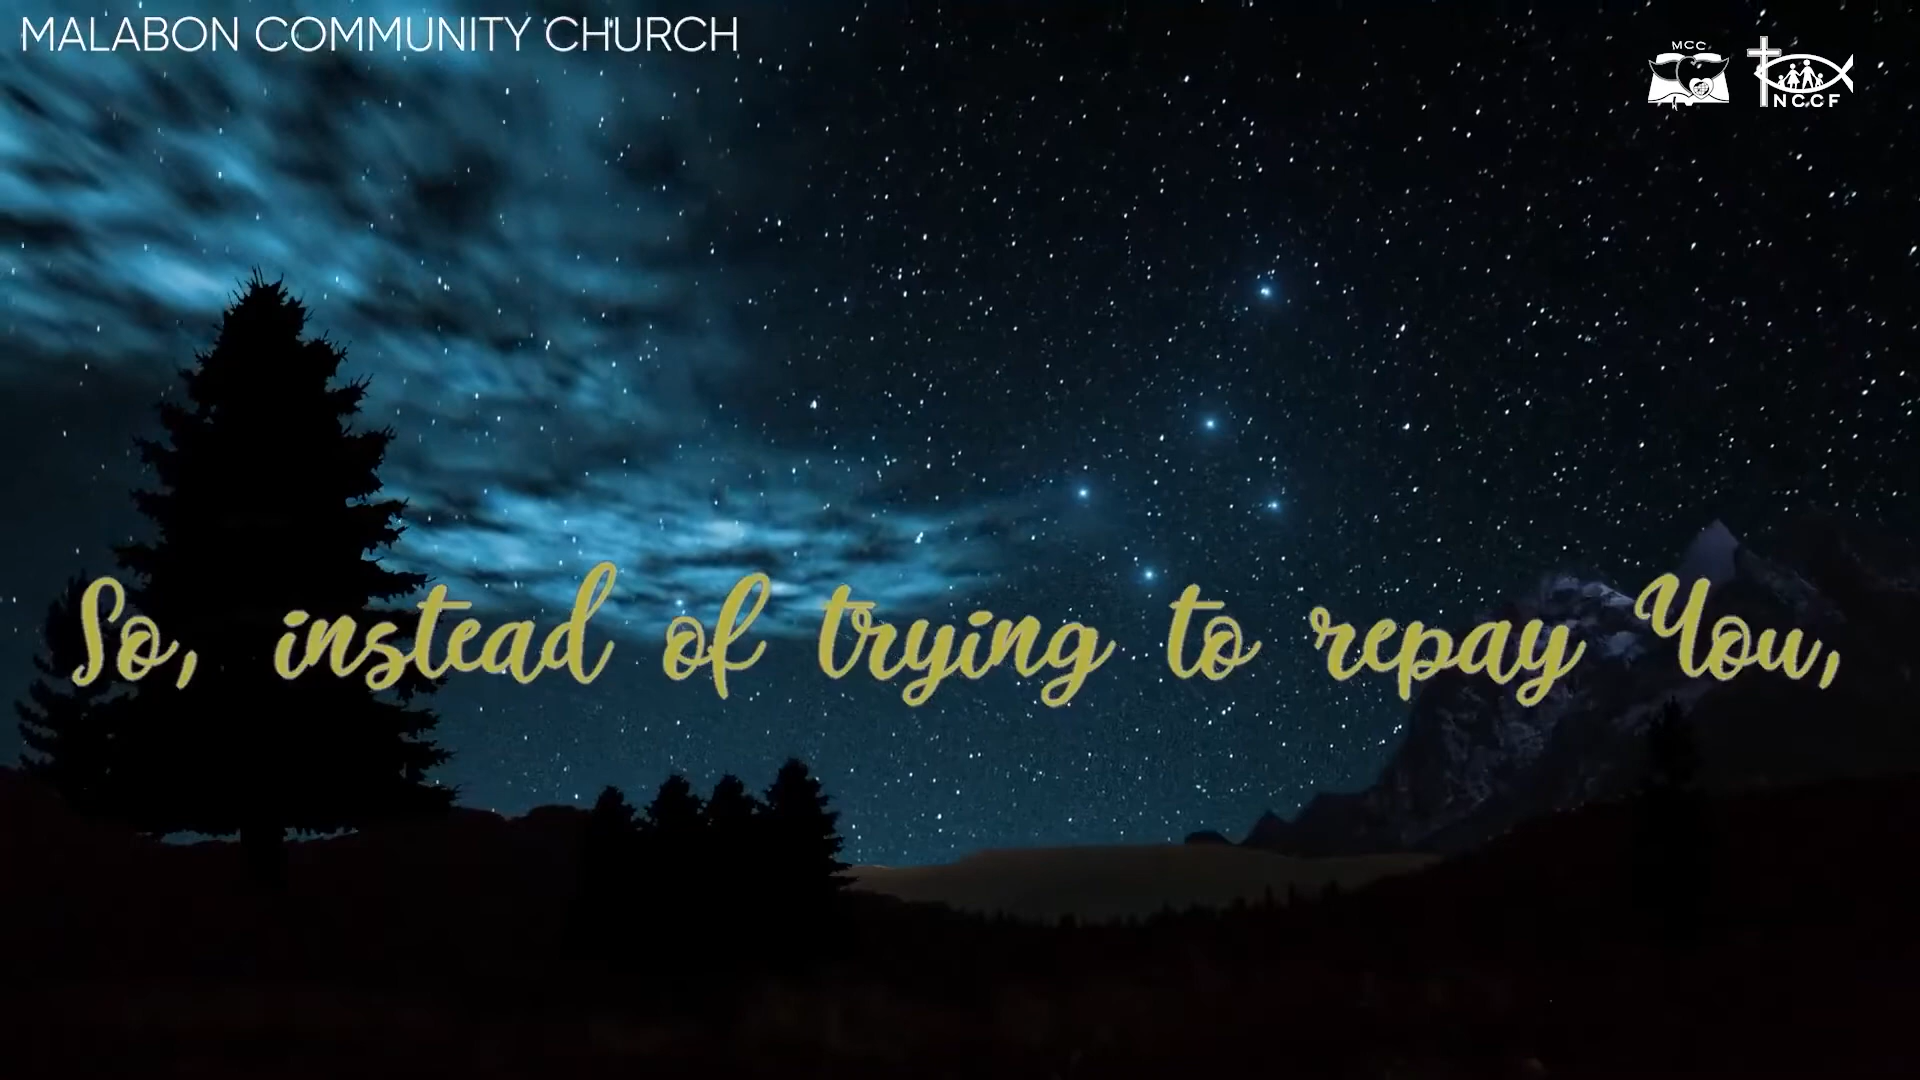 MALABON COMMUNITY CHURCH
MCC
NCCF
So, instead of trying to repay You,